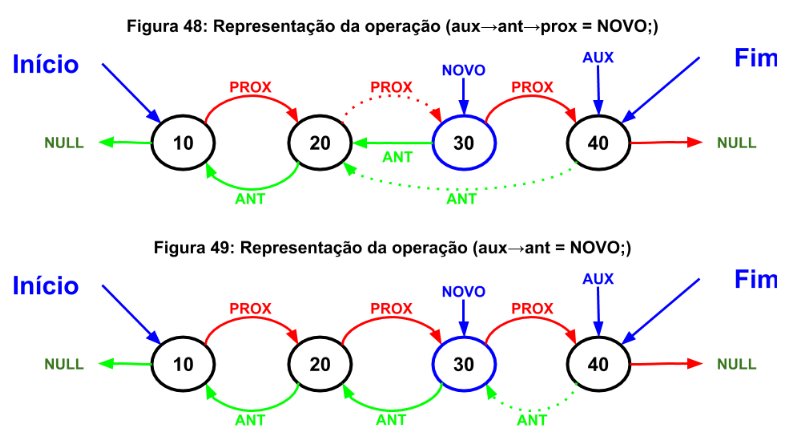 Figura 48: Representação da operação (aux→ant→prox = NOVO;)
Início
Fim
NOVO
AUX
PROX
PROX
PROX
NULL
10
20
30
40
NULL
ANT
ANT
ANT
Figura 49: Representação da operação (aux→ant = NOVO;)
Início
Fim
NOVO
AUX
PROX
PROX
PROX
NULL
10
20
30
40
NULL
ANT
ANT
ANT